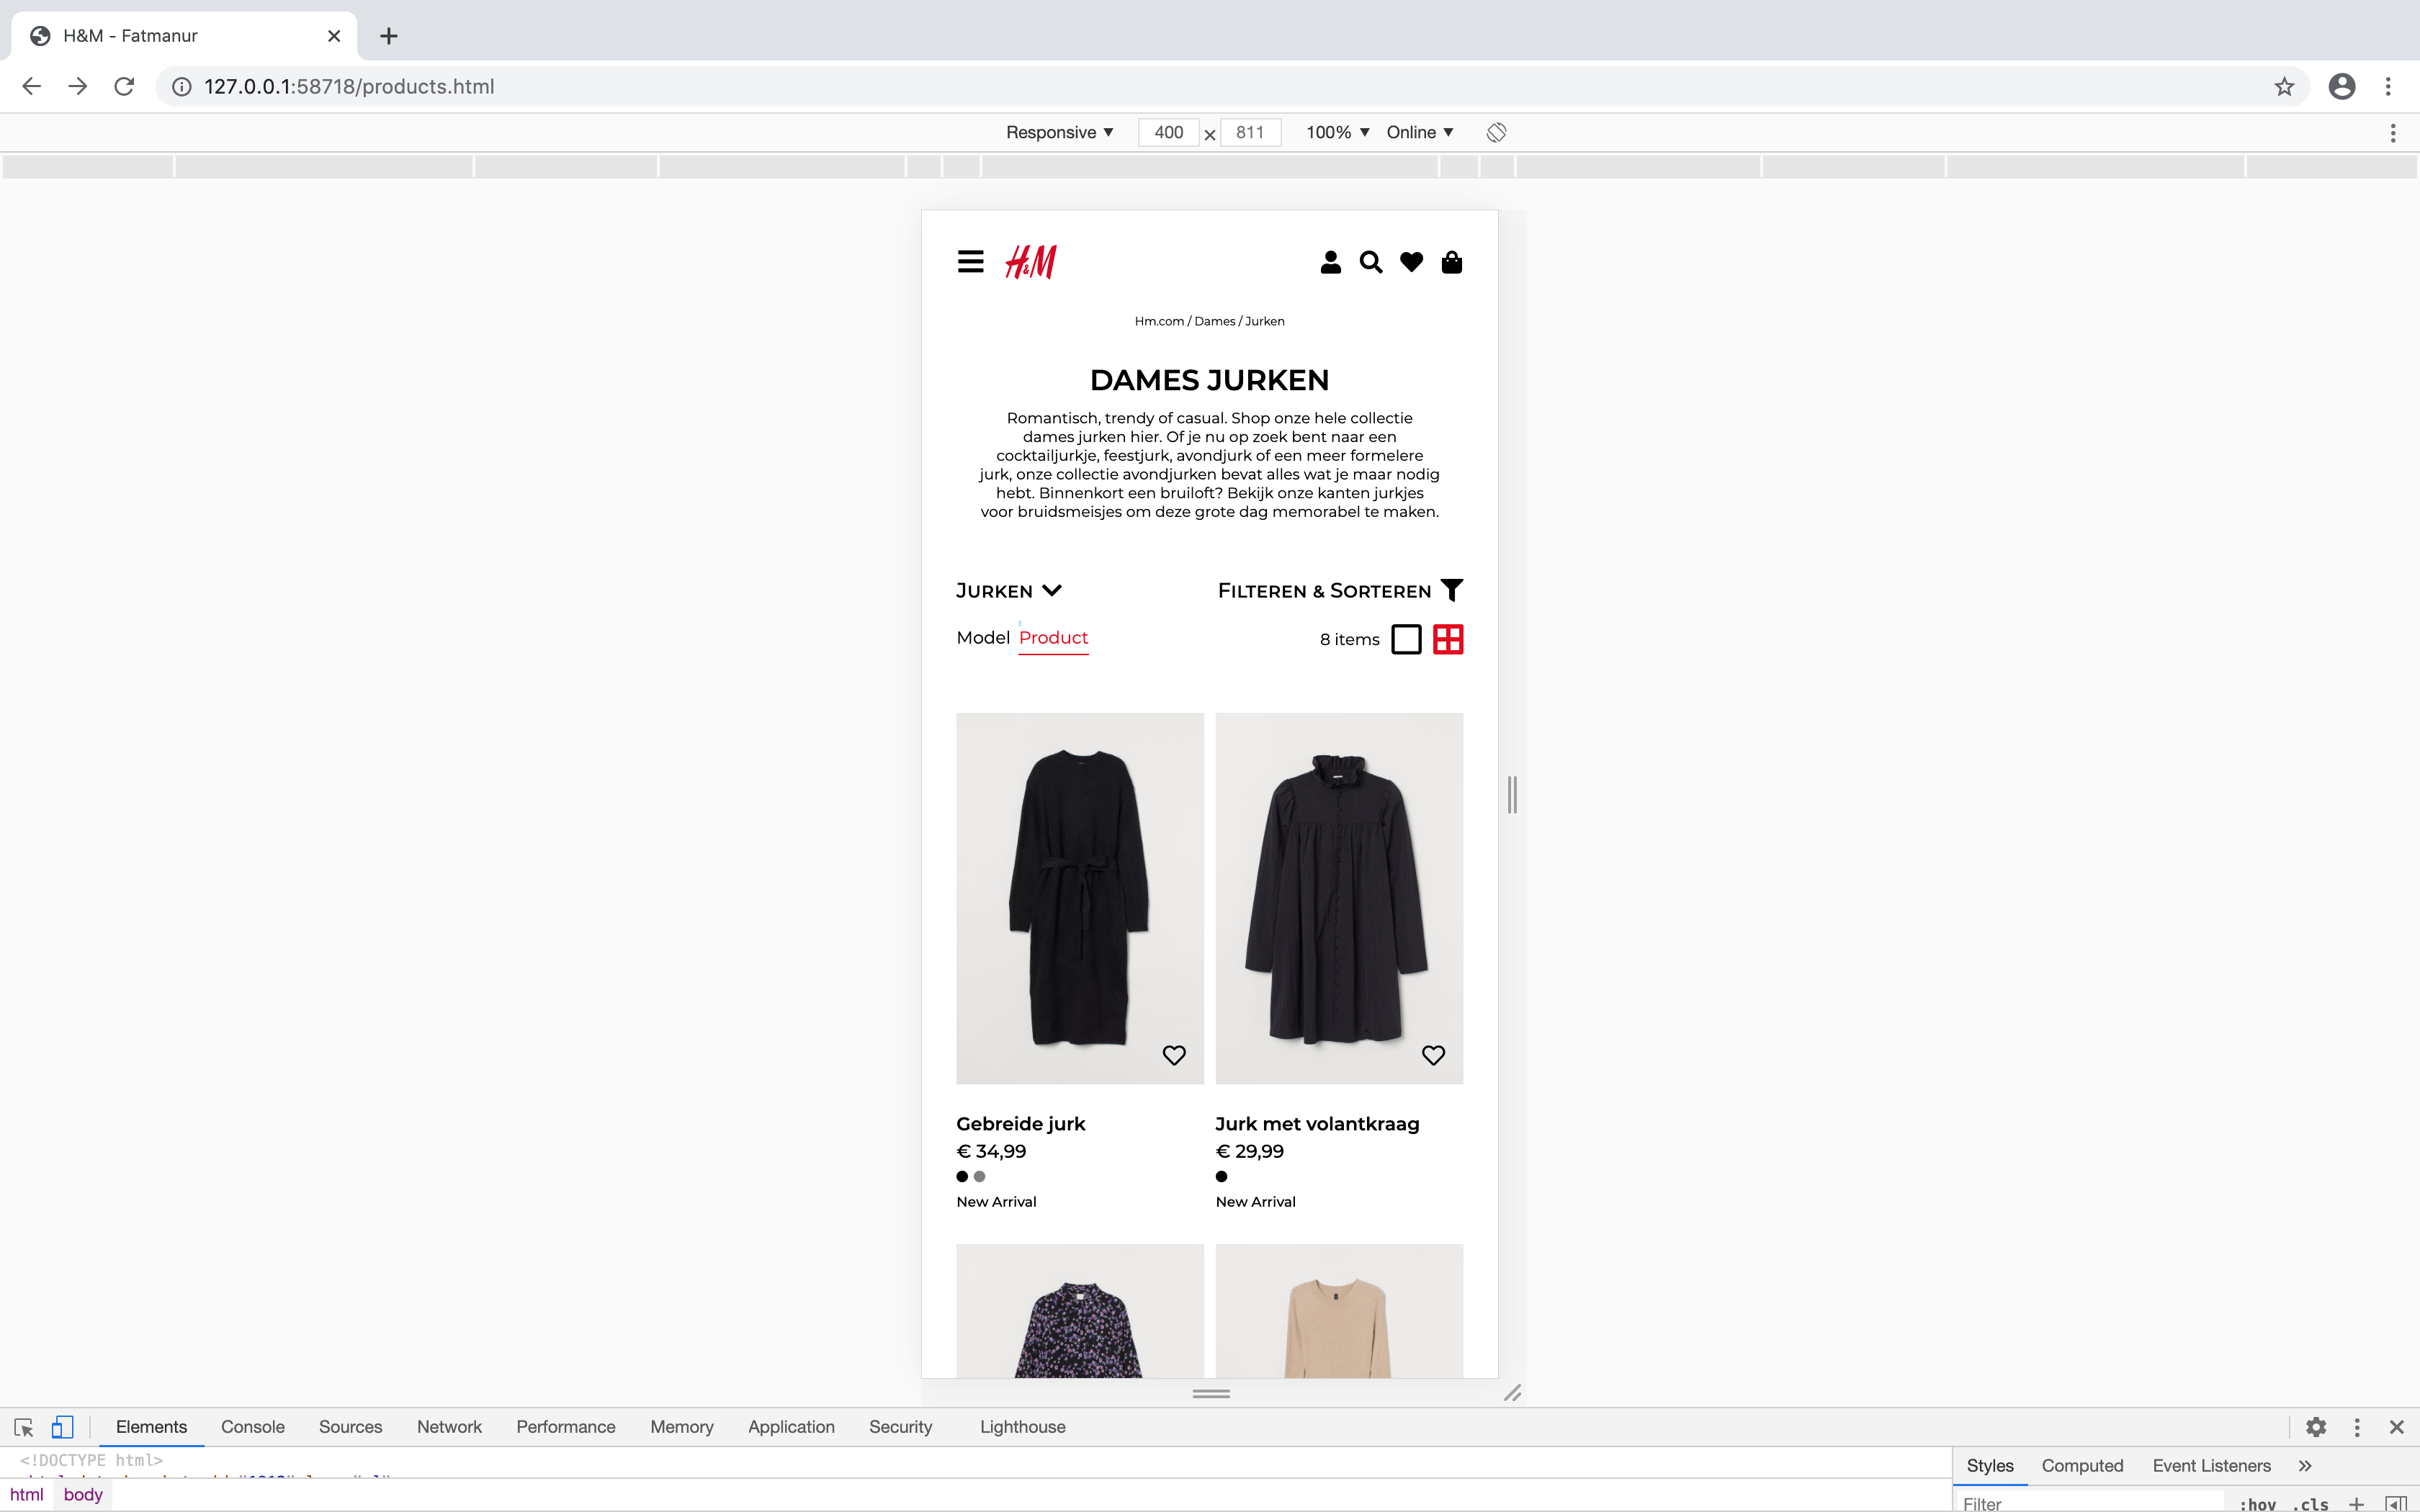 H&M - Fatmanur
127.0.0.1:58718/products.html
Responsive ▼ 400 × 811 100% ▼ Online ▼
H&M
Hm.com / Dames / Jurken
DAMES JURKEN
Romantisch, trendy of casual. Shop onze hele collectie
dames jurken hier. Of je nu op zoek bent naar een
cocktailjurkje, feestjurk, avondjurk of een meer formelere
jurk, onze collectie avondjurken bevat alles wat je maar nodig
hebt. Binnenkort een bruiloft? Bekijk onze kanten jurkjes
voor bruidsmeisjes om deze grote dag memorabel te maken.
Jurken Filteren & Sorteren
Model Product 8 items
Gebreide jurk Jurk met volantkraag
€ 34,99 € 29,99
New Arrival New Arrival
Elements Console Sources Network Performance Memory Application Security Lighthouse
<!DOCTYPE html>
html body
Styles Computed Event Listeners »
Filter :hov .cls +